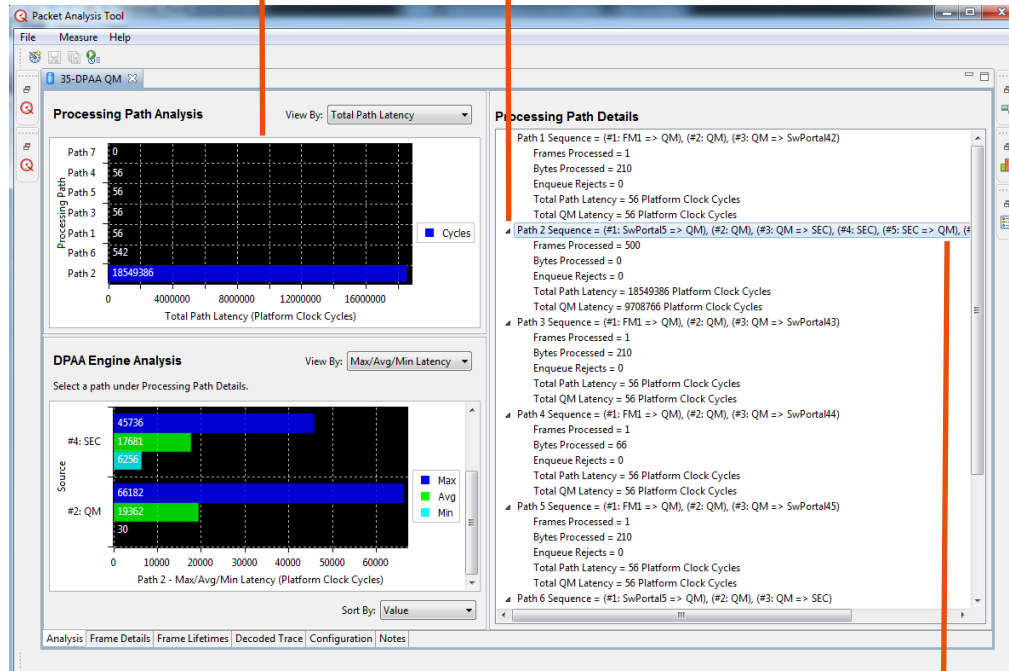 Packet Analysis Tool
File Measure Help
35-DPAA QM
Processing Path Analysis
View By: Total Path Latency
Processing Path
Path 7 0
Path 4 56
Path 5 56
Path 3 56
Path 1 56
Path 6 542
Path 2 18549386
Cycles
0 4000000 8000000 12000000 16000000
Total Path Latency (Platform Clock Cycles)
DPAA Engine Analysis
View By: Max/Avg/Min Latency
Select a path under Processing Path Details.
Source
#4: SEC
45736
17681
6256
#2: QM
66182
19362
30
Max
Avg
Min
0 10000 20000 30000 40000 50000 60000
Path 2 - Max/Avg/Min Latency (Platform Clock Cycles)
Sort By: Value
Processing Path Details
Path 1 Sequence = (#1: FM1 => QM), (#2: QM), (#3: QM => SwPortal42)
Frames Processed = 1
Bytes Processed = 210
Enqueue Rejects = 0
Total Path Latency = 56 Platform Clock Cycles
Total QM Latency = 56 Platform Clock Cycles
Path 2 Sequence = (#1: SwPortal5 => QM), (#2: QM), (#3: QM => SEC), (#4: SEC), (#5: SEC => QM), (#
Frames Processed = 500
Bytes Processed = 0
Enqueue Rejects = 0
Total Path Latency = 18549386 Platform Clock Cycles
Total QM Latency = 9708766 Platform Clock Cycles
Path 3 Sequence = (#1: FM1 => QM), (#2: QM), (#3: QM => SwPortal43)
Frames Processed = 1
Bytes Processed = 210
Enqueue Rejects = 0
Total Path Latency = 56 Platform Clock Cycles
Total QM Latency = 56 Platform Clock Cycles
Path 4 Sequence = (#1: FM1 => QM), (#2: QM), (#3: QM => SwPortal44)
Frames Processed = 1
Bytes Processed = 66
Enqueue Rejects = 0
Total Path Latency = 56 Platform Clock Cycles
Total QM Latency = 56 Platform Clock Cycles
Path 5 Sequence = (#1: FM1 => QM), (#2: QM), (#3: QM => SwPortal45)
Frames Processed = 1
Bytes Processed = 210
Enqueue Rejects = 0
Total Path Latency = 56 Platform Clock Cycles
Total QM Latency = 56 Platform Clock Cycles
Path 6 Sequence = (#1: SwPortal5 => QM), (#2: QM), (#3: QM => SEC)
Analysis Frame Details Frame Lifetimes Decoded Trace Configuration Notes